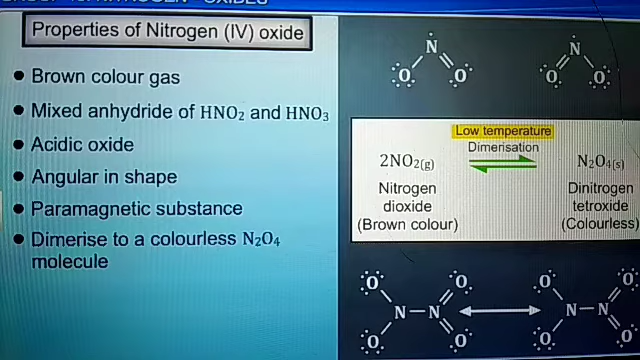 Properties of Nitrogen (IV) oxide
● Brown colour gas
● Mixed anhydride of HNO₂ and HNO₃
● Acidic oxide
● Angular in shape
● Paramagnetic substance
● Dimerise to a colourless N₂O₄
molecule
N
O O
N
O O
Low temperature
Dimerisation
2NO₂(g) N₂O₄(s)
Nitrogen
dioxide
(Brown colour)
Dinitrogen
tetroxide
(Colourless)
O O
N–N
O O
O O
N–N
O O